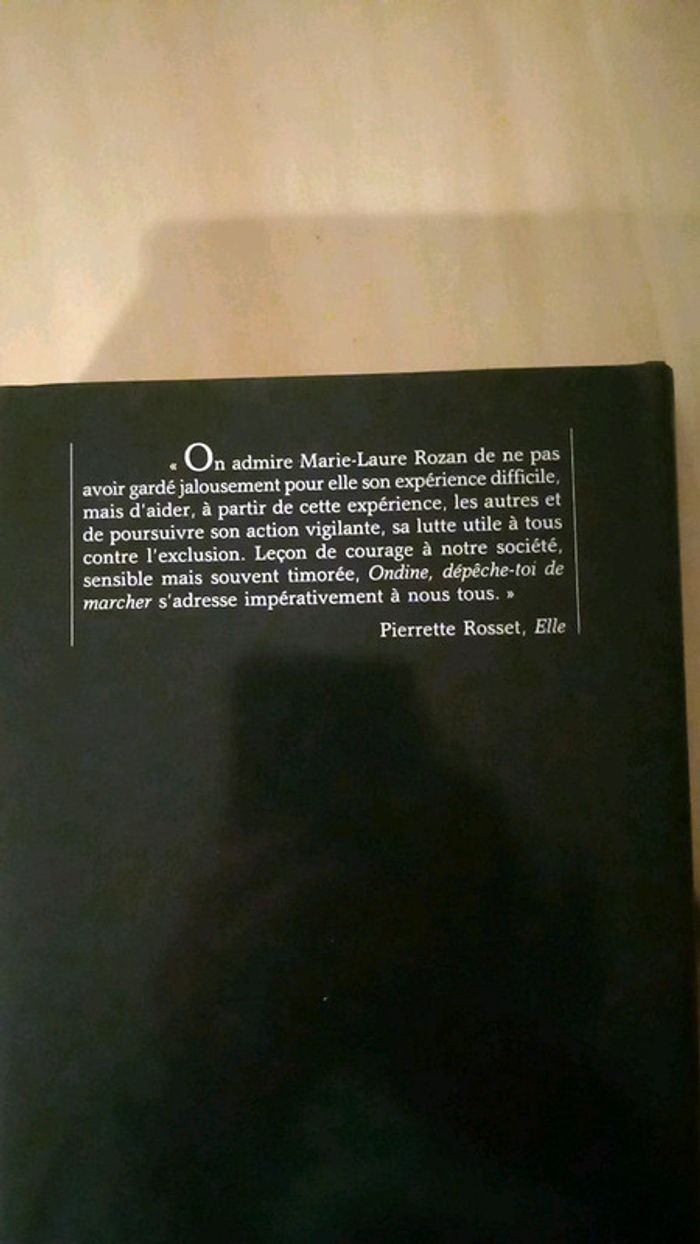 « On admire Marie-Laure Rozan de ne pas
avoir gardé jalousement pour elle son expérience difficile,
mais d'aider, à partir de cette expérience, les autres et
de poursuivre son action vigilante, sa lutte utile à tous
contre l'exclusion. Leçon de courage à notre société,
sensible mais souvent timorée, Ondine, dépêche-toi de
marcher s'adresse impérativement à nous tous. »
Pierrette Rosset, Elle